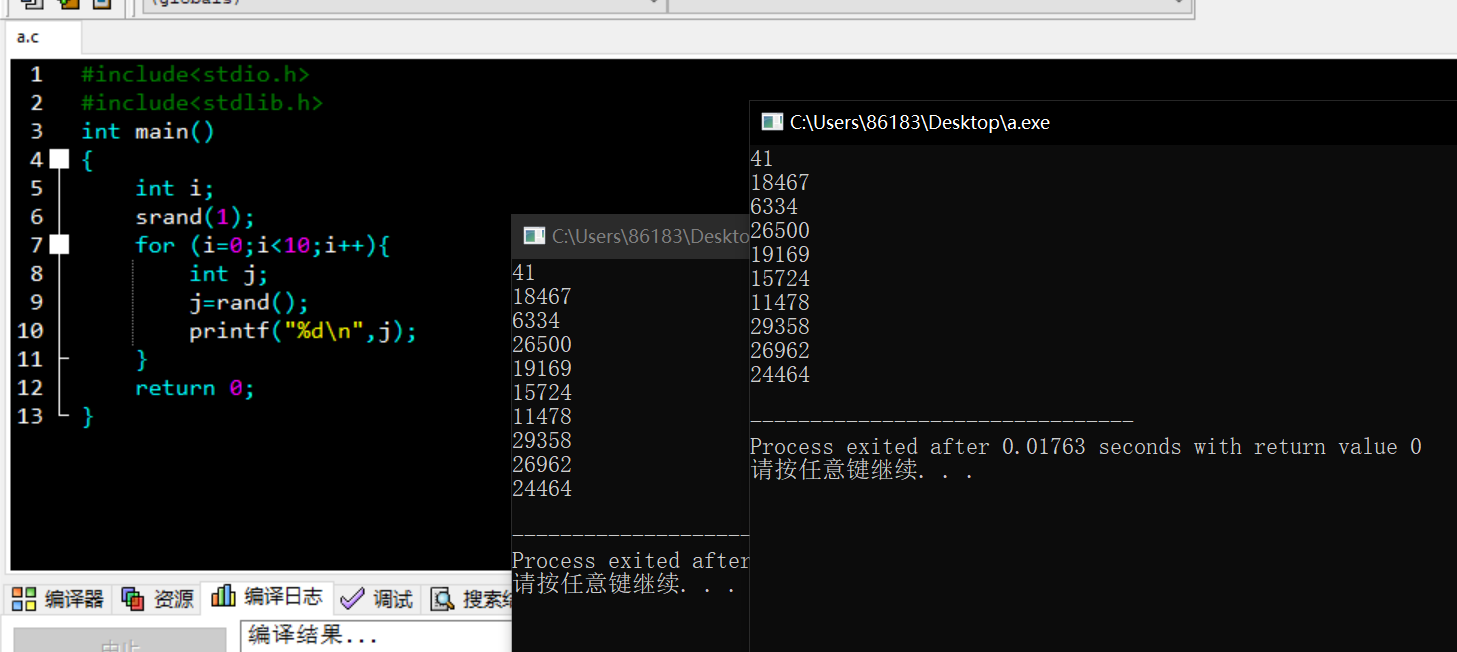 (globals)
a.c
1 #include<stdio.h>
2 #include<stdlib.h>
3 int main()
4 {
5 int i;
6 srand(1);
7 for (i=0;i<10;i++){
8 int j;
9 j=rand();
10 printf("%d\n",j);
11 }
12 return 0;
13 }
C:\Users\86183\Deskto
41
18467
6334
26500
19169
15724
11478
29358
26962
24464
--------------------
Process exited after
请按任意键继续. . .
C:\Users\86183\Desktop\a.exe
41
18467
6334
26500
19169
15724
11478
29358
26962
24464
--------------------------------
Process exited after 0.01763 seconds with return value 0
请按任意键继续. . .
编译器 资源 编译日志 调试 搜索
中止
编译结果...